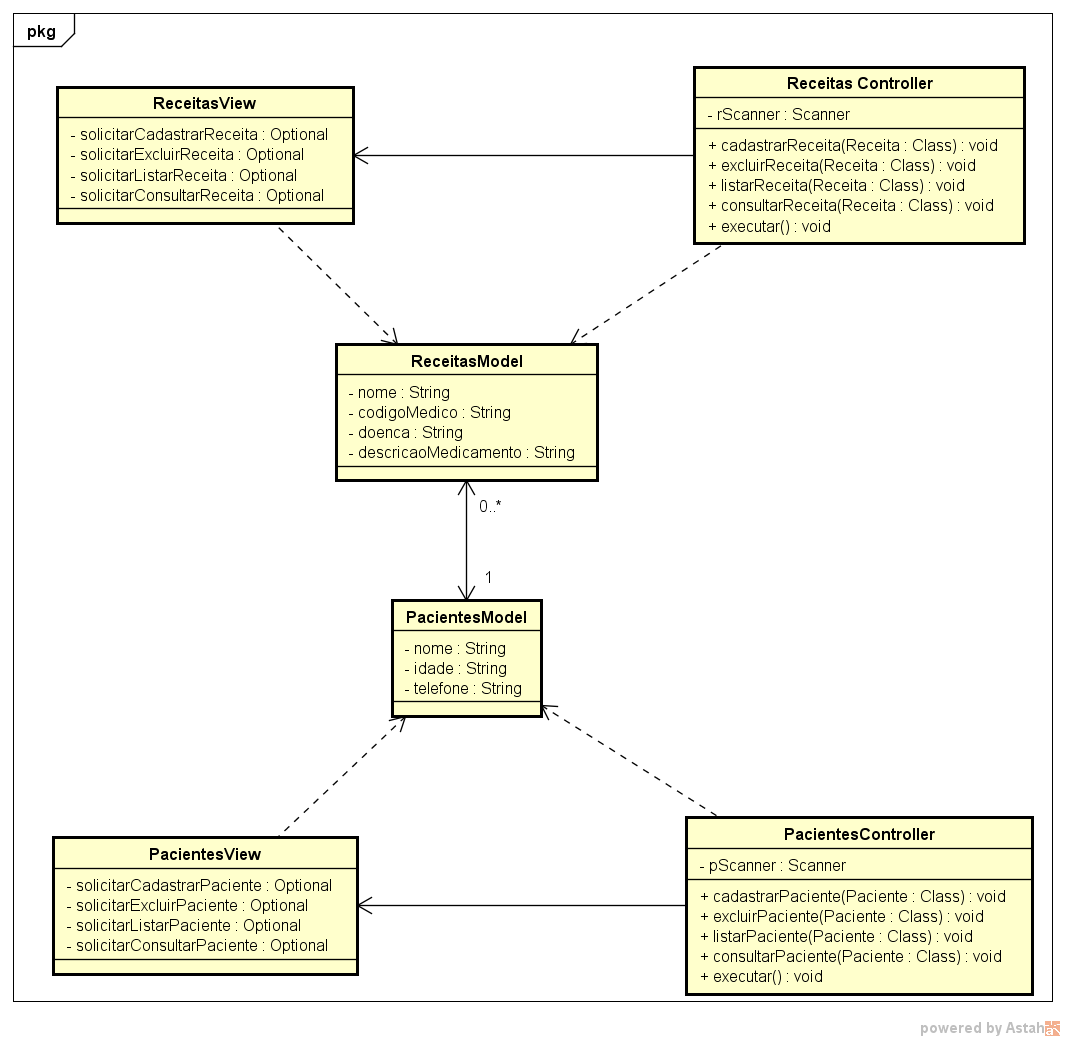 pkg
ReceitasView
- solicitarCadastrarReceita : Optional
- solicitarExcluirReceita : Optional
- solicitarListarReceita : Optional
- solicitarConsultarReceita : Optional
Receitas Controller
- rScanner : Scanner
+ cadastrarReceita(Receita : Class) : void
+ excluirReceita(Receita : Class) : void
+ listarReceita(Receita : Class) : void
+ consultarReceita(Receita : Class) : void
+ executar() : void
ReceitasModel
- nome : String
- codigoMedico : String
- doenca : String
- descricaoMedicamento : String
0..*
1
PacientesModel
- nome : String
- idade : String
- telefone : String
PacientesView
- solicitarCadastrarPaciente : Optional
- solicitarExcluirPaciente : Optional
- solicitarListarPaciente : Optional
- solicitarConsultarPaciente : Optional
PacientesController
- pScanner : Scanner
+ cadastrarPaciente(Paciente : Class) : void
+ excluirPaciente(Paciente : Class) : void
+ listarPaciente(Paciente : Class) : void
+ consultarPaciente(Paciente : Class) : void
+ executar() : void
powered by Astah